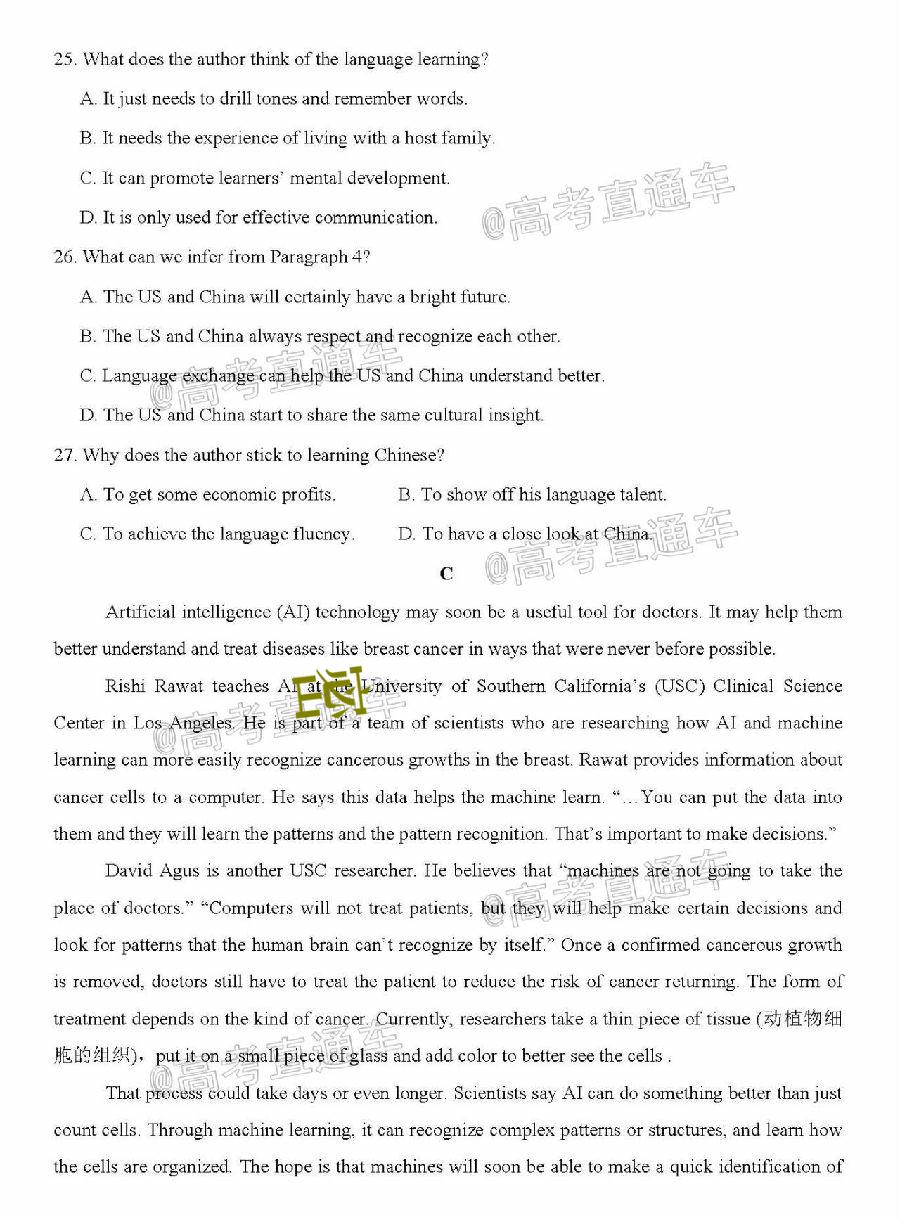 25. What does the author think of the language learning?
A. It just needs to drill tones and remember words.
B. It needs the experience of living with a host family.
C. It can promote learners' mental development.
D. It is only used for effective communication.
@高考直通车
26. What can we infer from Paragraph 4?
A. The US and China will certainly have a bright future.
B. The US and China always respect and recognize each other.
C. Language exchange can help the US and China understand better.
@高考直通车
D. The US and China start to share the same cultural insight.
27. Why does the author stick to learning Chinese?
A. To get some economic profits. B. To show off his language talent.
C. To achieve the language fluency. D. To have a close look at China.
@高考直通车
C
Artificial intelligence (AI) technology may soon be a useful tool for doctors. It may help them
better understand and treat diseases like breast cancer in ways that were never before possible.
Rishi Rawat teaches AI at the University of Southern California's (USC) Clinical Science
Center in Los Angeles. He is part of a team of scientists who are researching how AI and machine
@高考直通车
learning can more easily recognize cancerous growths in the breast. Rawat provides information about
cancer cells to a computer. He says this data helps the machine learn. “…You can put the data into
them and they will learn the patterns and the pattern recognition. That's important to make decisions.”
David Agus is another USC researcher. He believes that “machines are not going to take the
place of doctors.” “Computers will not treat patients, but they will help make certain decisions and
@高考直通车
look for patterns that the human brain can't recognize by itself.” Once a confirmed cancerous growth
is removed, doctors still have to treat the patient to reduce the risk of cancer returning. The form of
treatment depends on the kind of cancer. Currently, researchers take a thin piece of tissue (动植物细
胞的组织)，put it on a small piece of glass and add color to better see the cells .
@高考直通车
That process could take days or even longer. Scientists say AI can do something better than just
count cells. Through machine learning, it can recognize complex patterns or structures, and learn how
the cells are organized. The hope is that machines will soon be able to make a quick identification of